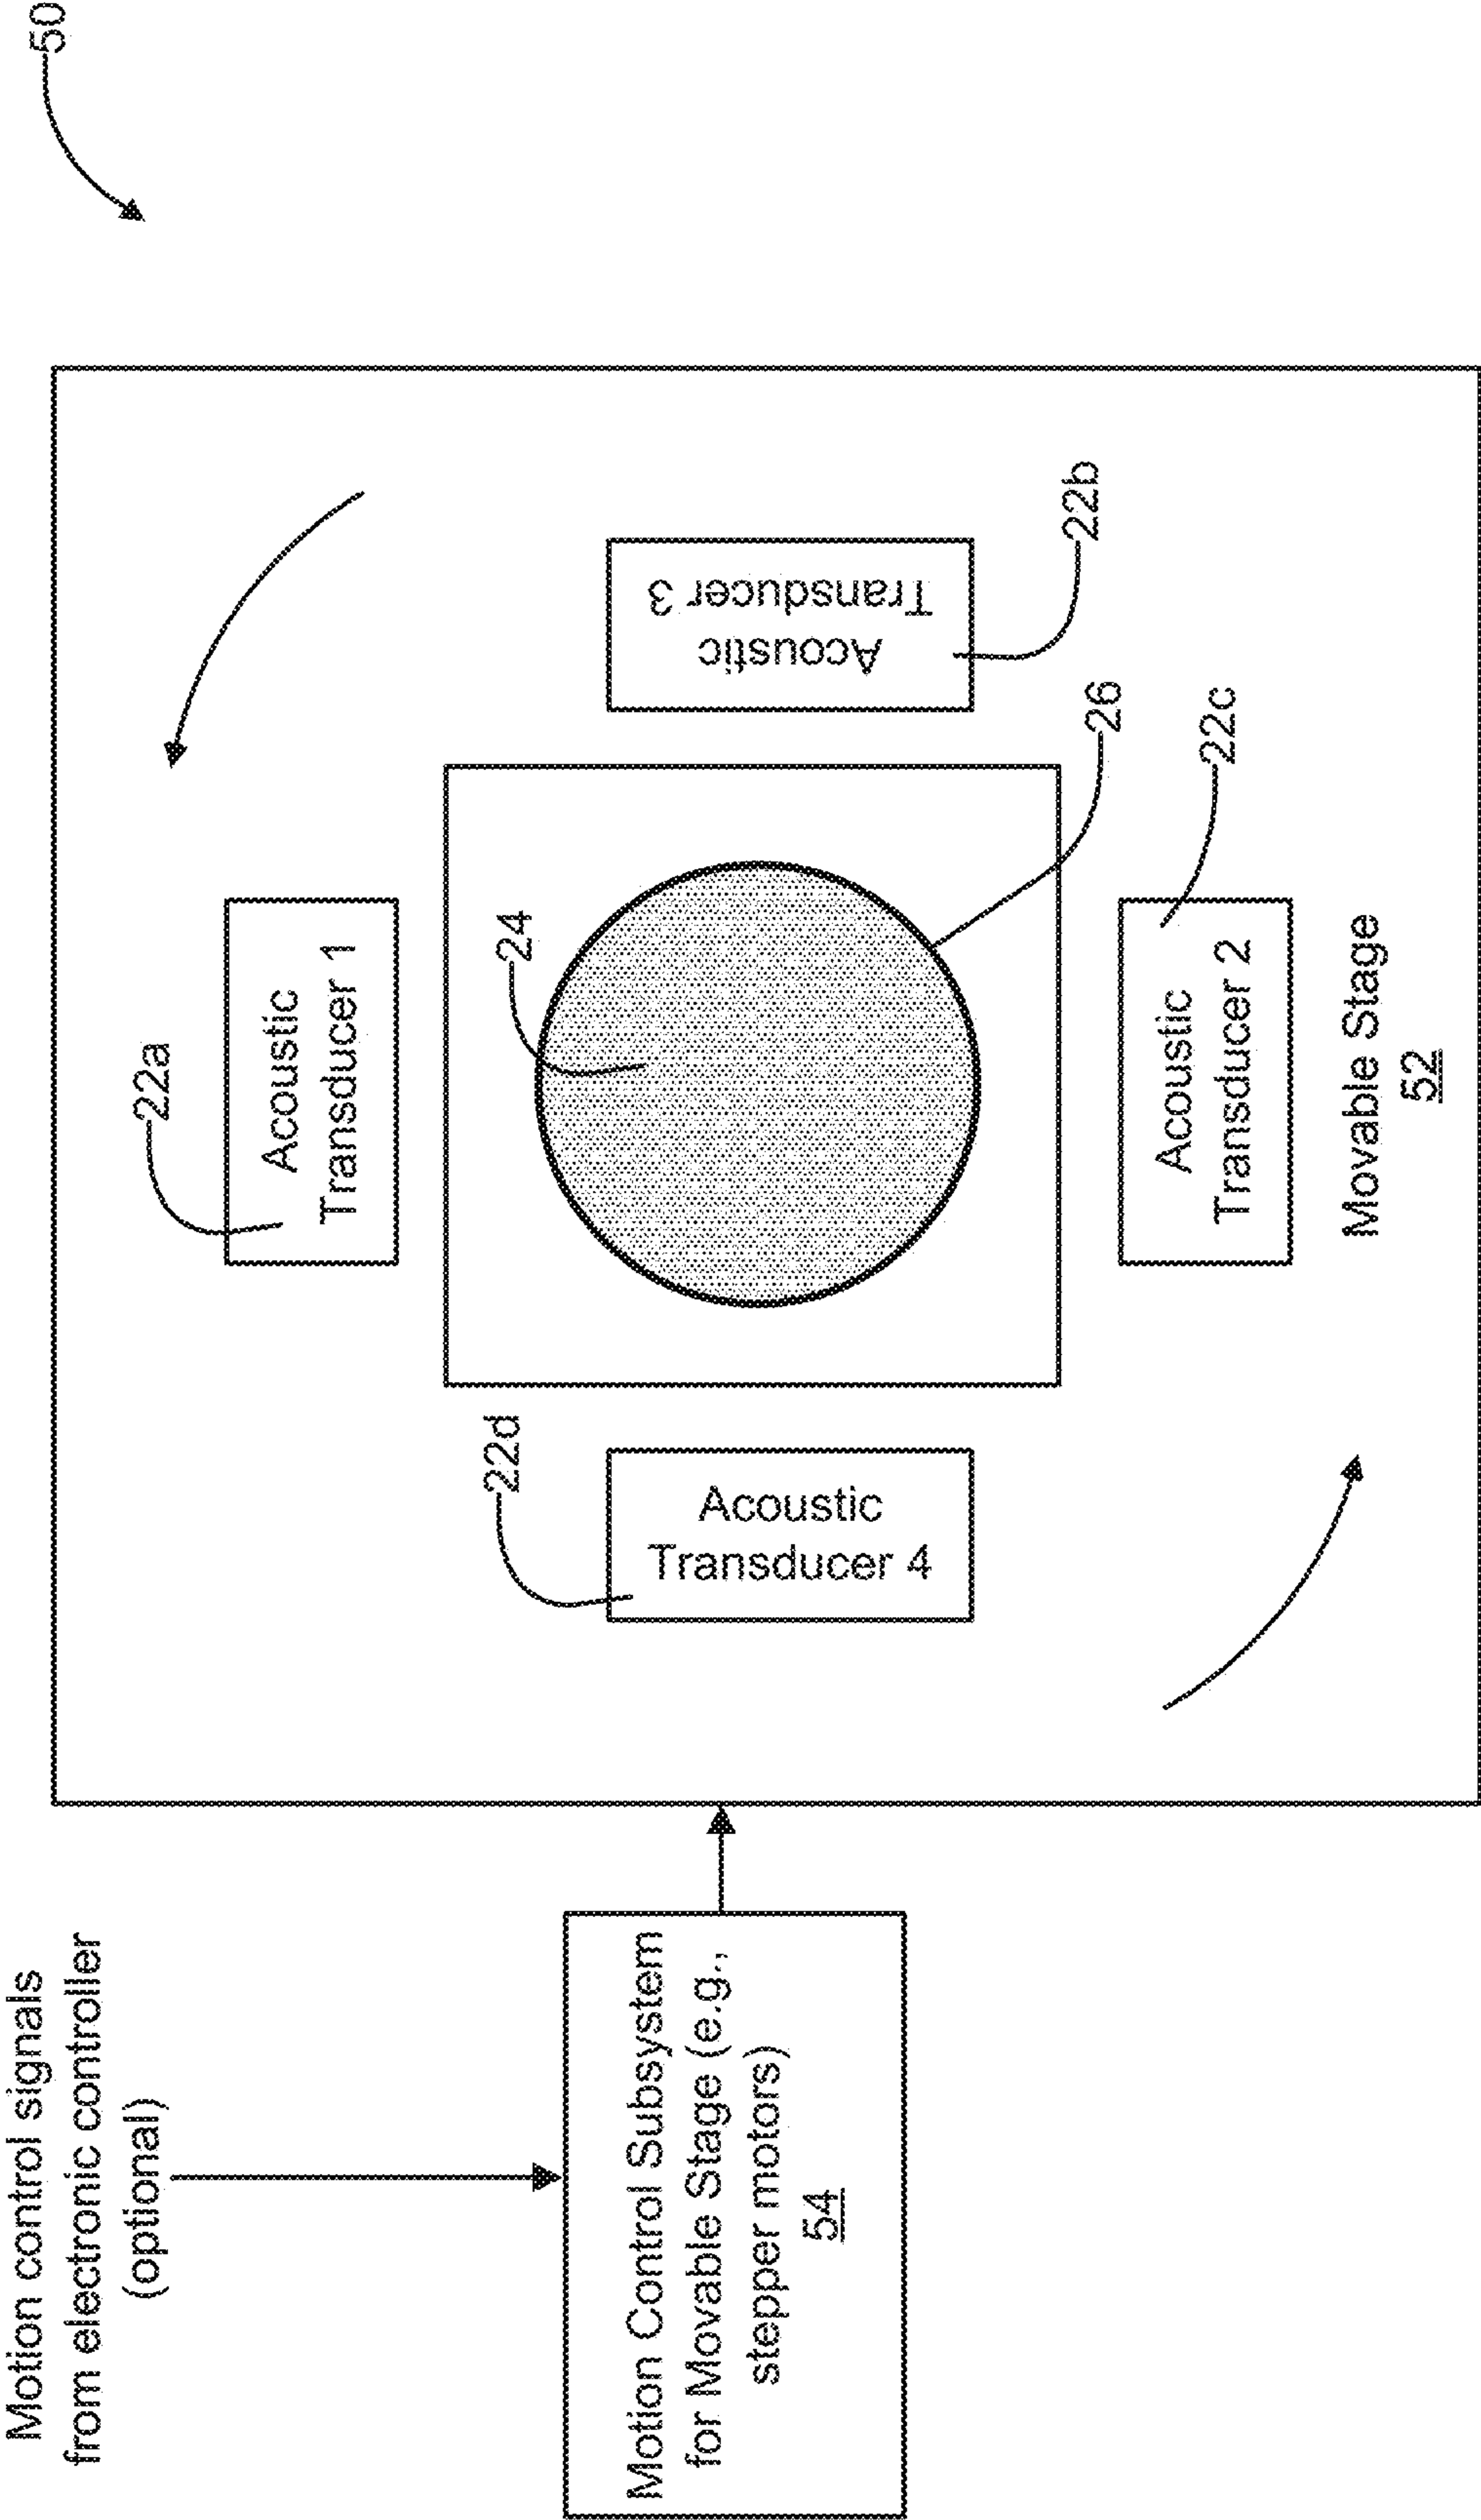 50
Motion control signals
from electronic controller
(optional)
Motion Control Subsystem
for Movable Stage (e.g.,
stepper motors)
54
22a
Acoustic
Transducer 1
22d
Acoustic
Transducer 4
24
26
Acoustic
Transducer 3
22b
Acoustic
Transducer 2
22c
Movable Stage
52